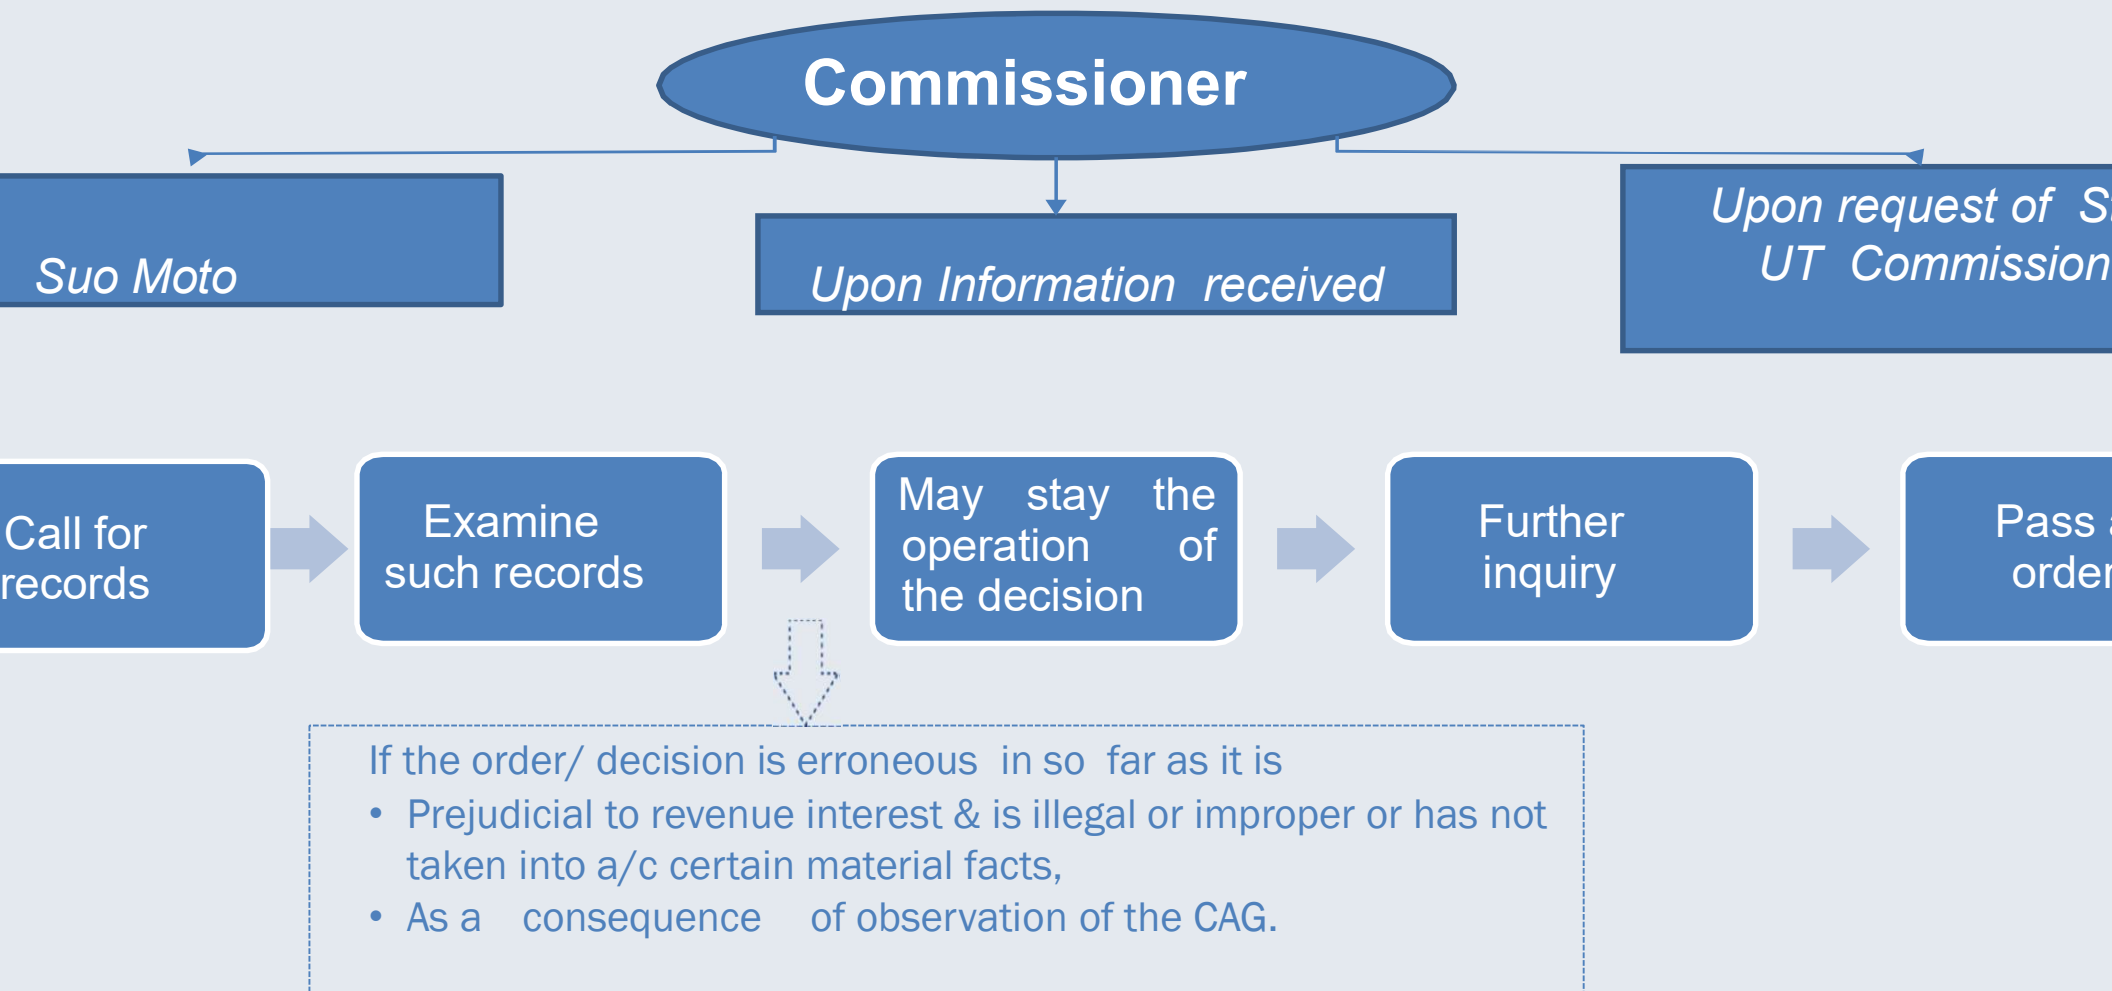 Commissioner
Suo Moto
Upon Information received
Upon request of
UT
Call for
records
Examine
such records
May stay the
operation of
the decision
Further
inquiry
Pass
order
If the order/ decision is erroneous in so far as it is
• Prejudicial to revenue interest & is illegal or improper or has not
taken into a/c certain material facts,
• As a consequence of observation of the CAG.